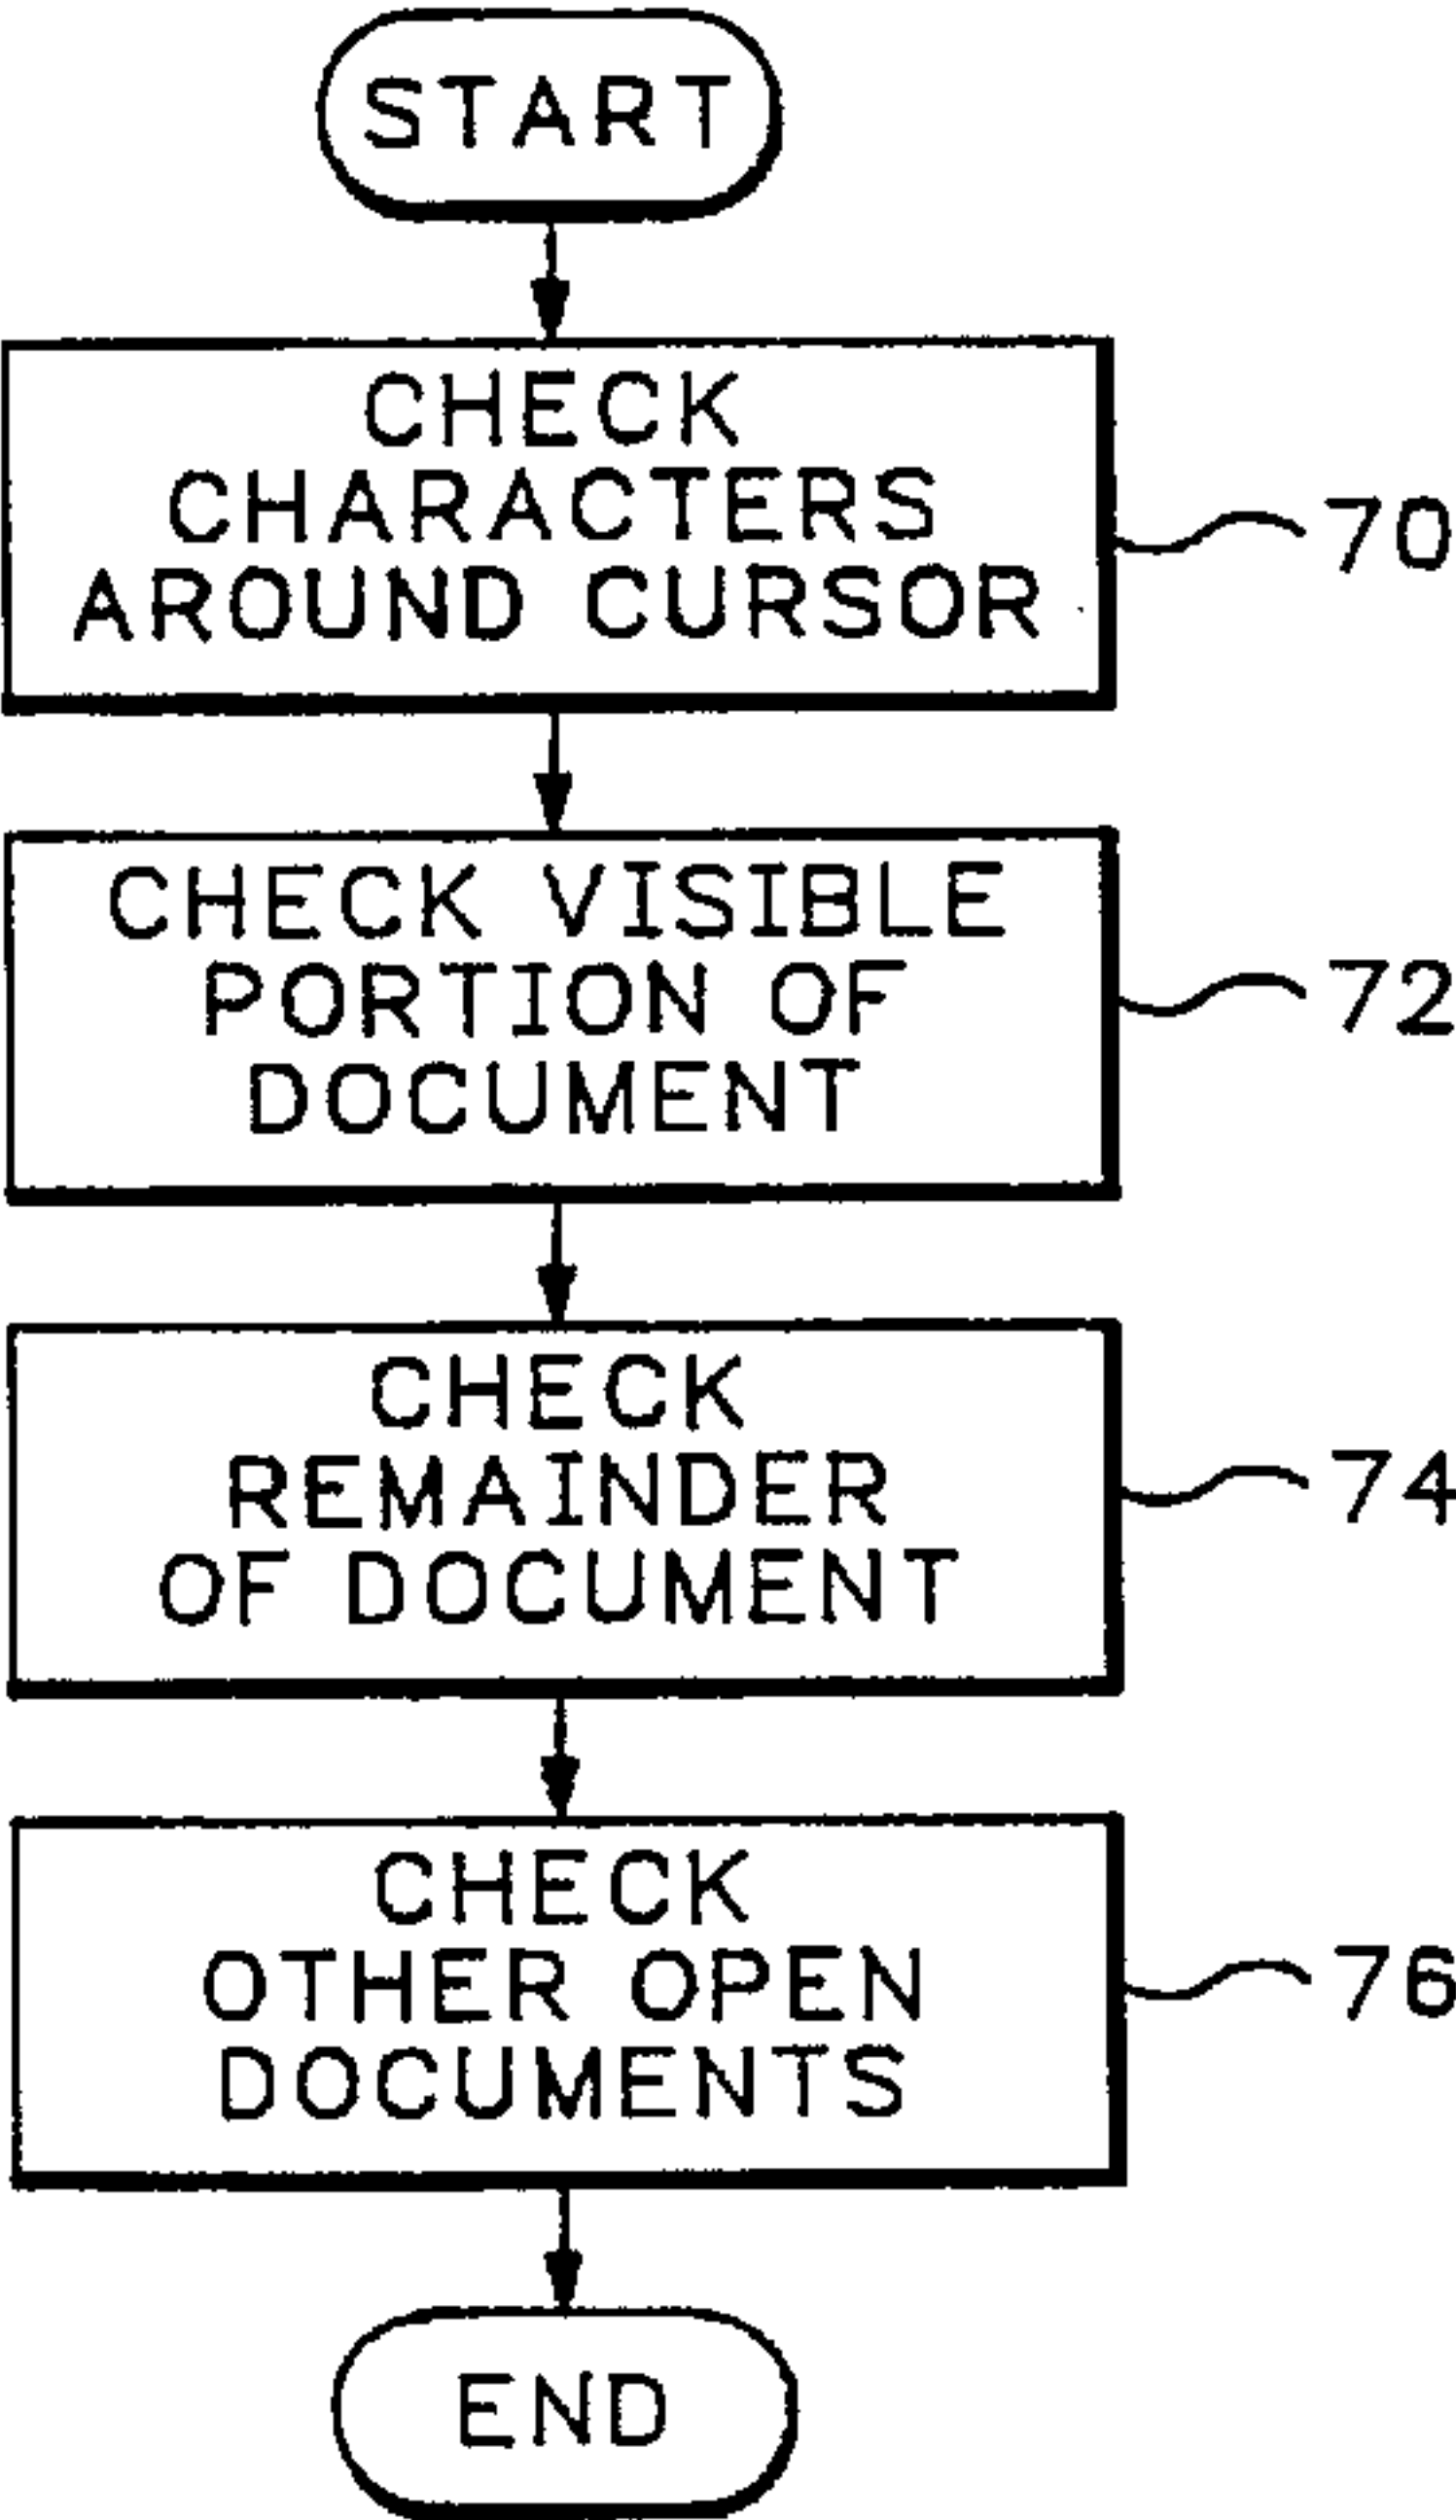 START
CHECK
CHARACTERS
AROUND CURSOR
70
CHECK VISIBLE
PORTION OF
DOCUMENT
72
CHECK
REMAINDER
OF DOCUMENT
74
CHECK
OTHER OPEN
DOCUMENTS
76
END